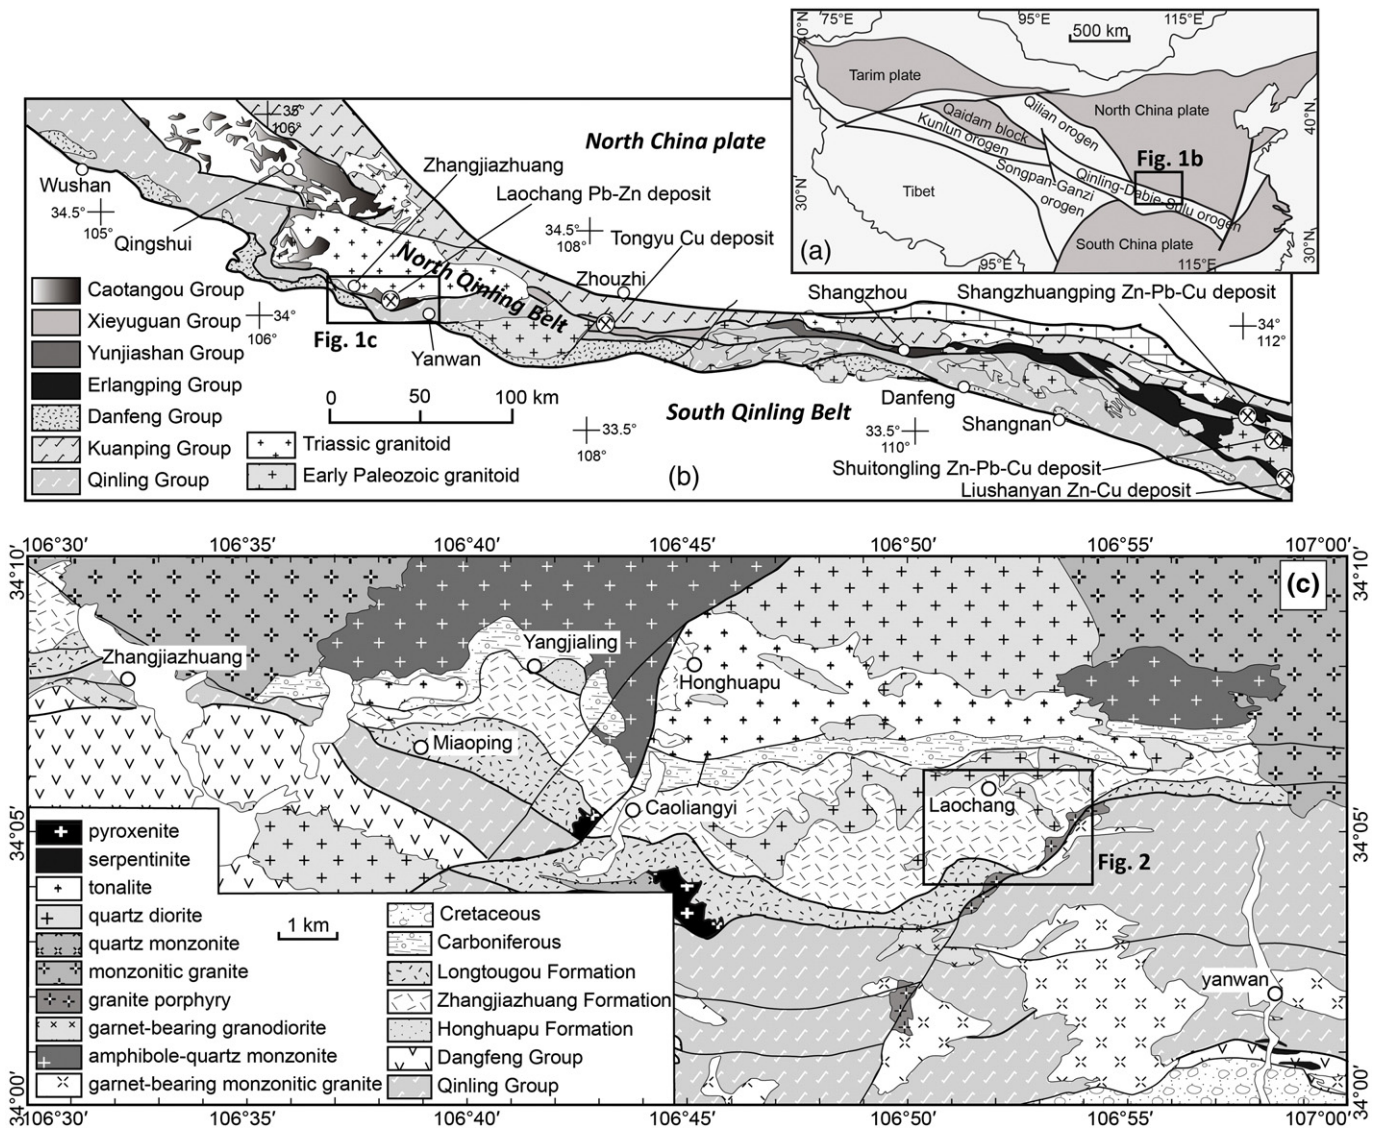 75°E
95°E
115°E
40°N
500 km
Tarim plate
North China plate
Qilian orogen
Qaidam block
Kunlun orogen
40°N
Fig. 1b
Songpan-Ganzi
orogen
Qinling-Dabie-Sulu orogen
30°N
Tibet
South China plate
30°N
(a)
95°E
115°E
35°
106°
North China plate
Zhangjiazhuang
Laochang Pb-Zn deposit
Wushan
34.5°
105°
Qingshui
34.5°
108°
Tongyu Cu deposit
North Qinling Belt
Zhouzhi
Shangzhou
Shangzhuangping Zn-Pb-Cu deposit
Caotangou Group
Xieyuguan Group
34°
106°
Fig. 1c
Yanwan
34°
112°
Yunjiashan Group
Erlangping Group
0
50
100 km
Danfeng
South Qinling Belt
Shangnan
Danfeng Group
Kuanping Group
Qinling Group
Triassic granitoid
Early Paleozoic granitoid
33.5°
108°
33.5°
110°
Shuitongling Zn-Pb-Cu deposit
Liushanyan Zn-Cu deposit
(b)
106°30′
106°35′
106°40′
106°45′
106°50′
106°55′
107°00′
34°10′
34°10′
(c)
Zhangjiazhuang
Yangjialing
Honghuapu
Miaoping
Caoliangyi
Laochang
34°05′
34°05′
Fig. 2
yanwan
pyroxenite
serpentinite
tonalite
quartz diorite
quartz monzonite
monzonitic granite
granite porphyry
garnet-bearing granodiorite
amphibole-quartz monzonite
garnet-bearing monzonitic granite
1 km
Cretaceous
Carboniferous
Longtougou Formation
Zhangjiazhuang Formation
Honghuapu Formation
Dangfeng Group
Qinling Group
34°00′
34°00′
106°30′
106°35′
106°40′
106°45′
106°50′
106°55′
107°00′